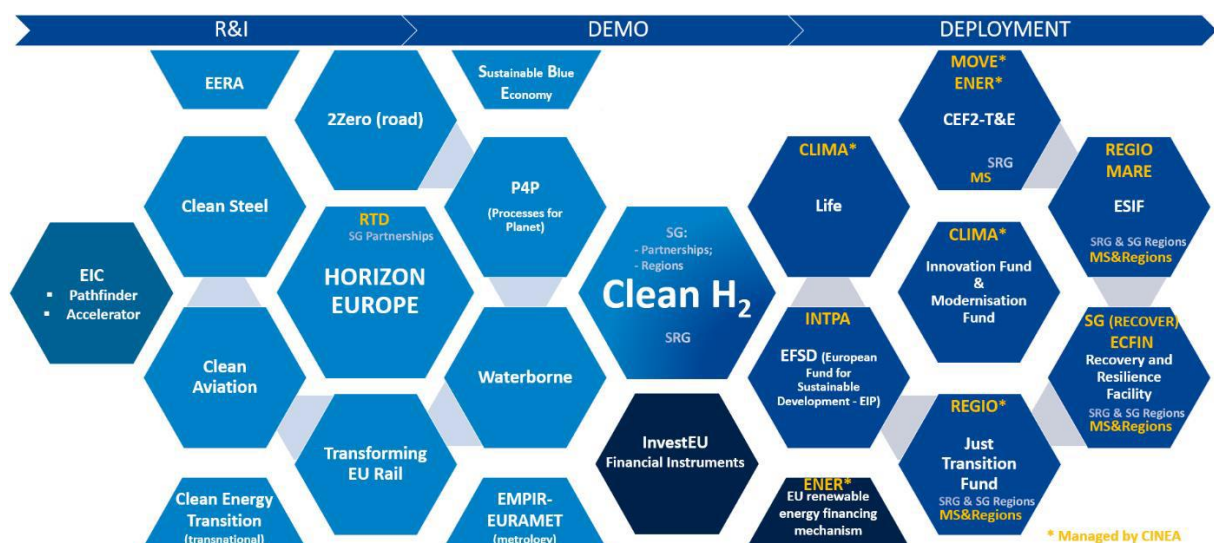 R&I
DEMO
DEPLOYMENT
EERA
2Zero (road)
Sustainable Blue
Economy
MOVE*
ENER*
CEF2-T&E
SRG
MS
Clean Steel
P4P
(Processes for
Planet)
CLIMA*
Life
REGIO
MARE
ESIF
SRG & SG Regions
MS&Regions
EIC
▪ Pathfinder
▪ Accelerator
RTD
SG Partnerships
HORIZON
EUROPE
SG:
- Partnerships;
- Regions
Clean H₂
SRG
CLIMA*
Innovation Fund
&
Modernisation
Fund
Clean
Aviation
Waterborne
INTPA
EFSD (European
Fund for
Sustainable
Development - EIP)
SG (RECOVER)
ECFIN
Recovery and
Resilience
Facility
SRG & SG Regions
MS&Regions
Transforming
EU Rail
InvestEU
Financial Instruments
REGIO*
Just
Transition
Fund
SRG & SG Regions
MS&Regions
Clean Energy
Transition
(transnational)
EMPIR-
EURAMET
(metrology)
ENER*
EU renewable
energy financing
mechanism
* Managed by CINEA